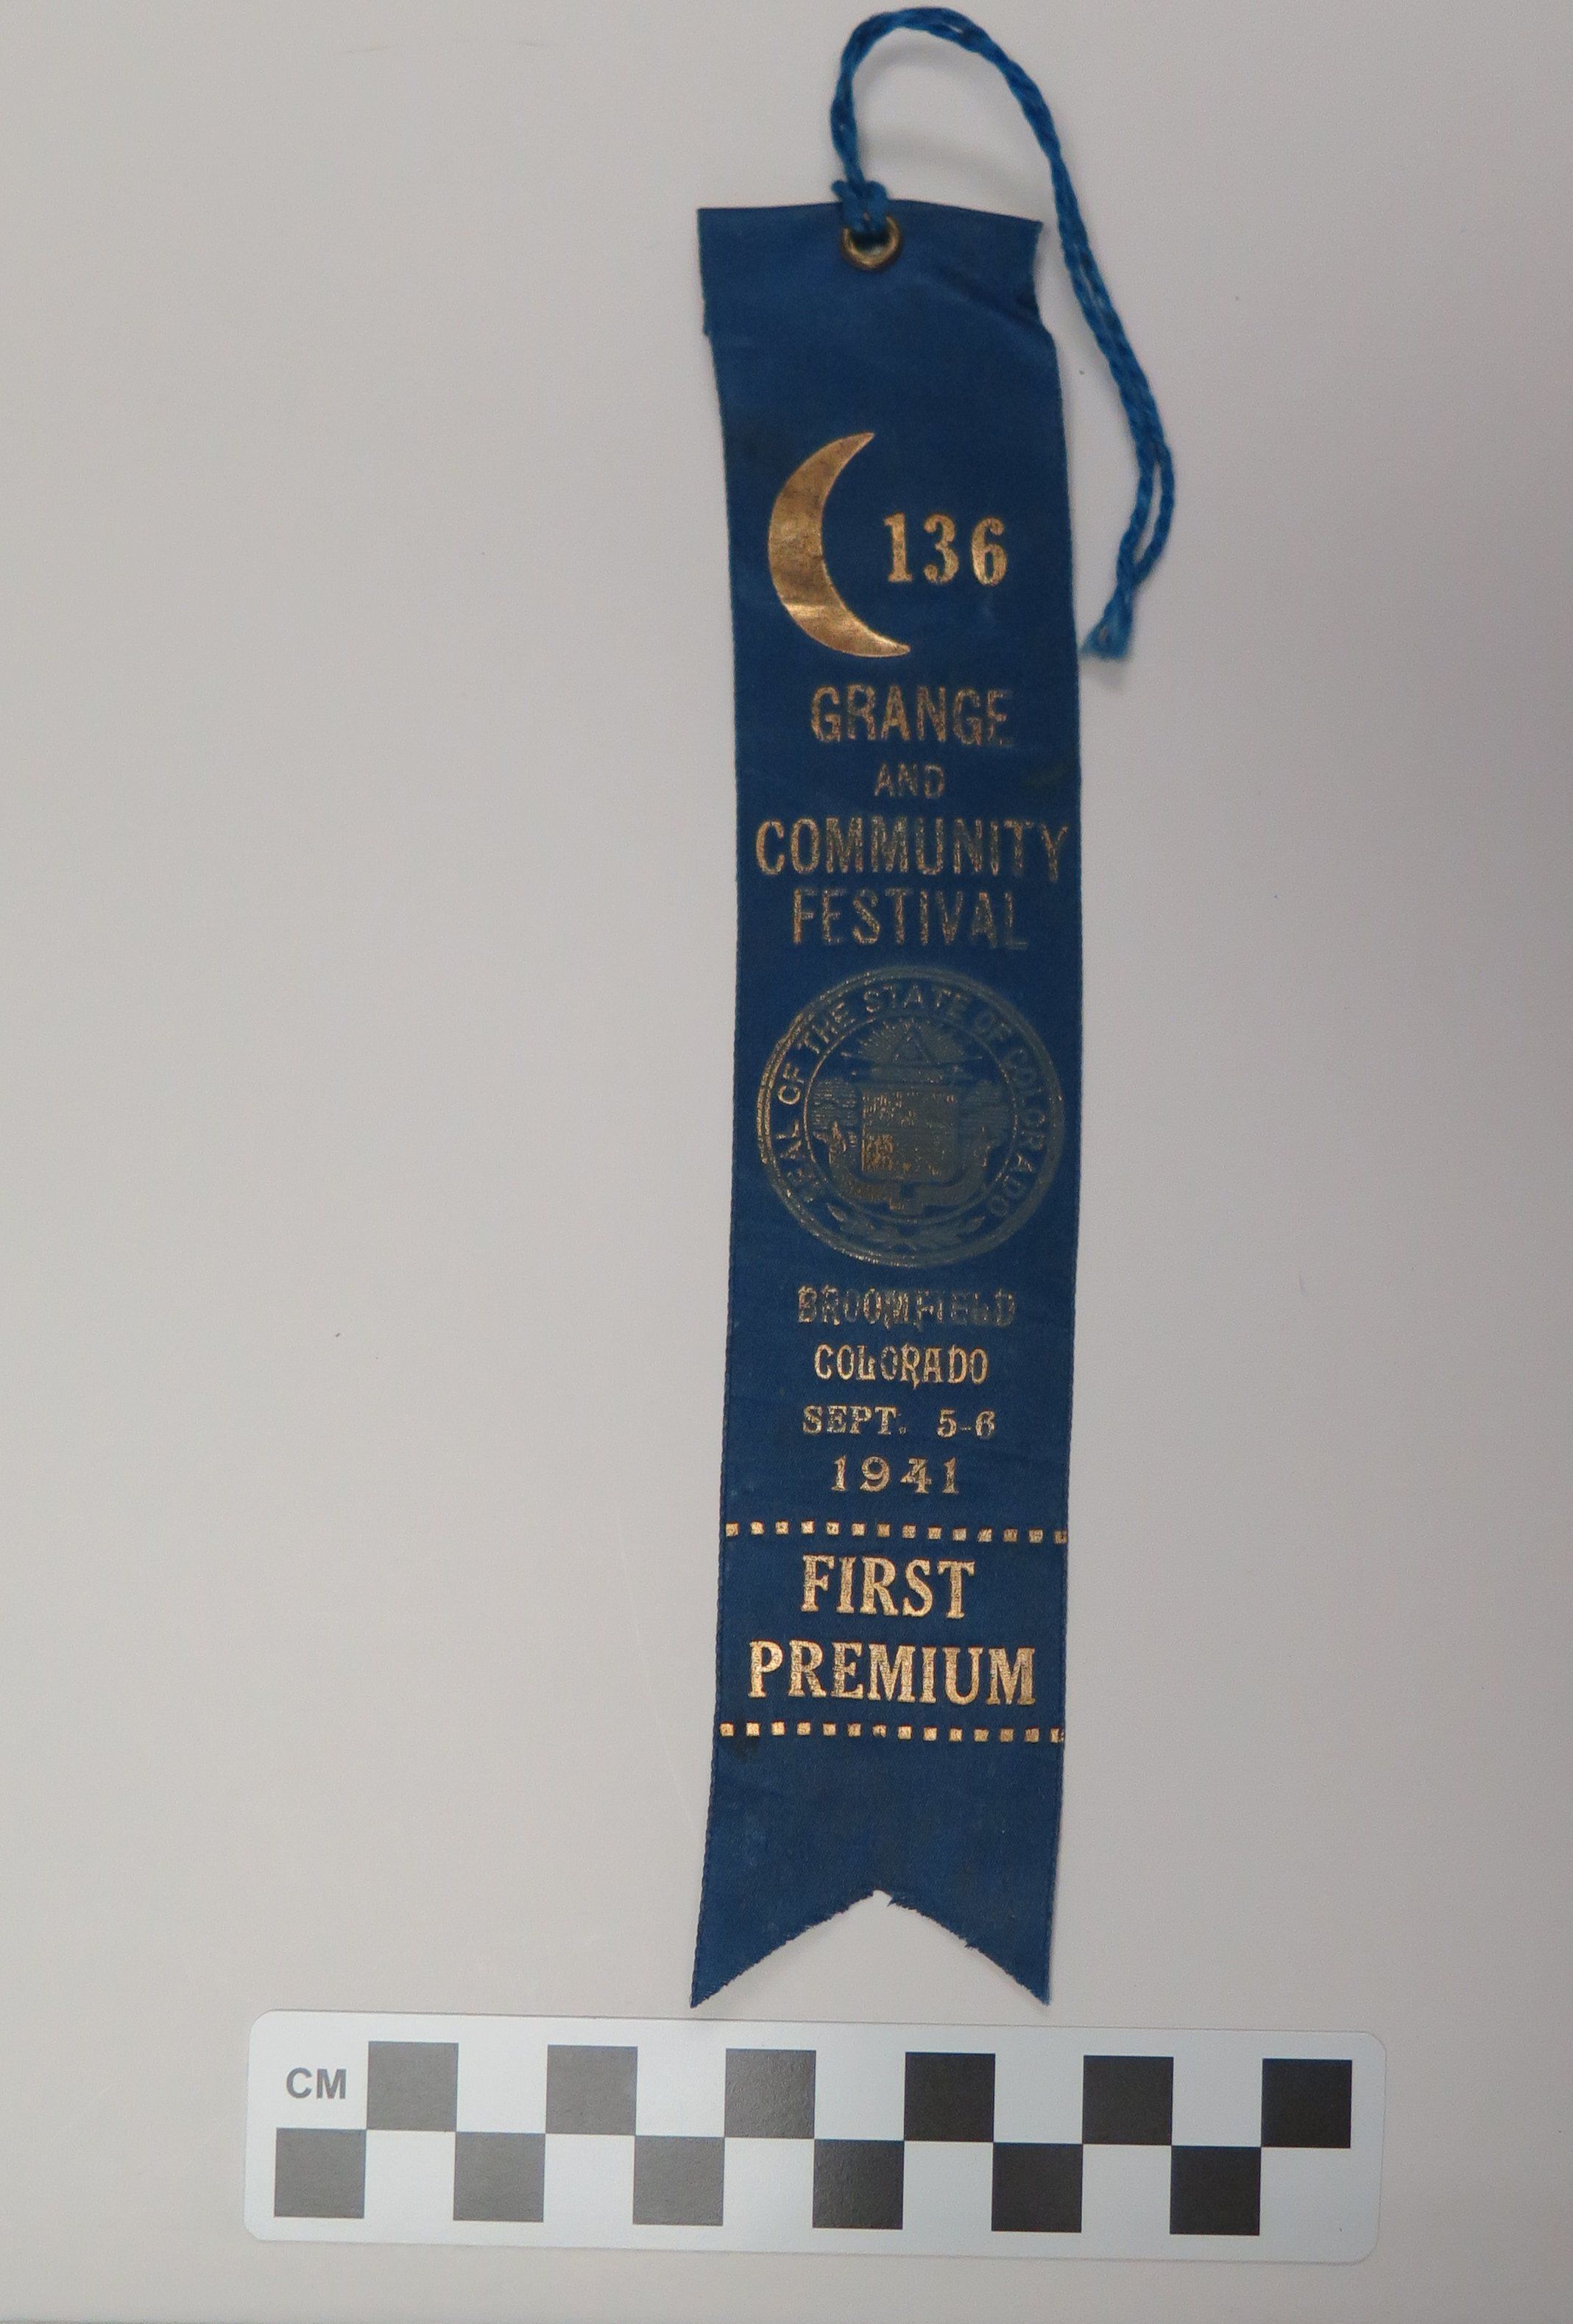 136
GRANGE
AND
COMMUNITY
FESTIVAL
SEAL OF THE STATE OF COLORADO
BROOMFIELD
COLORADO
SEPT. 5-6
1941
FIRST
PREMIUM
CM